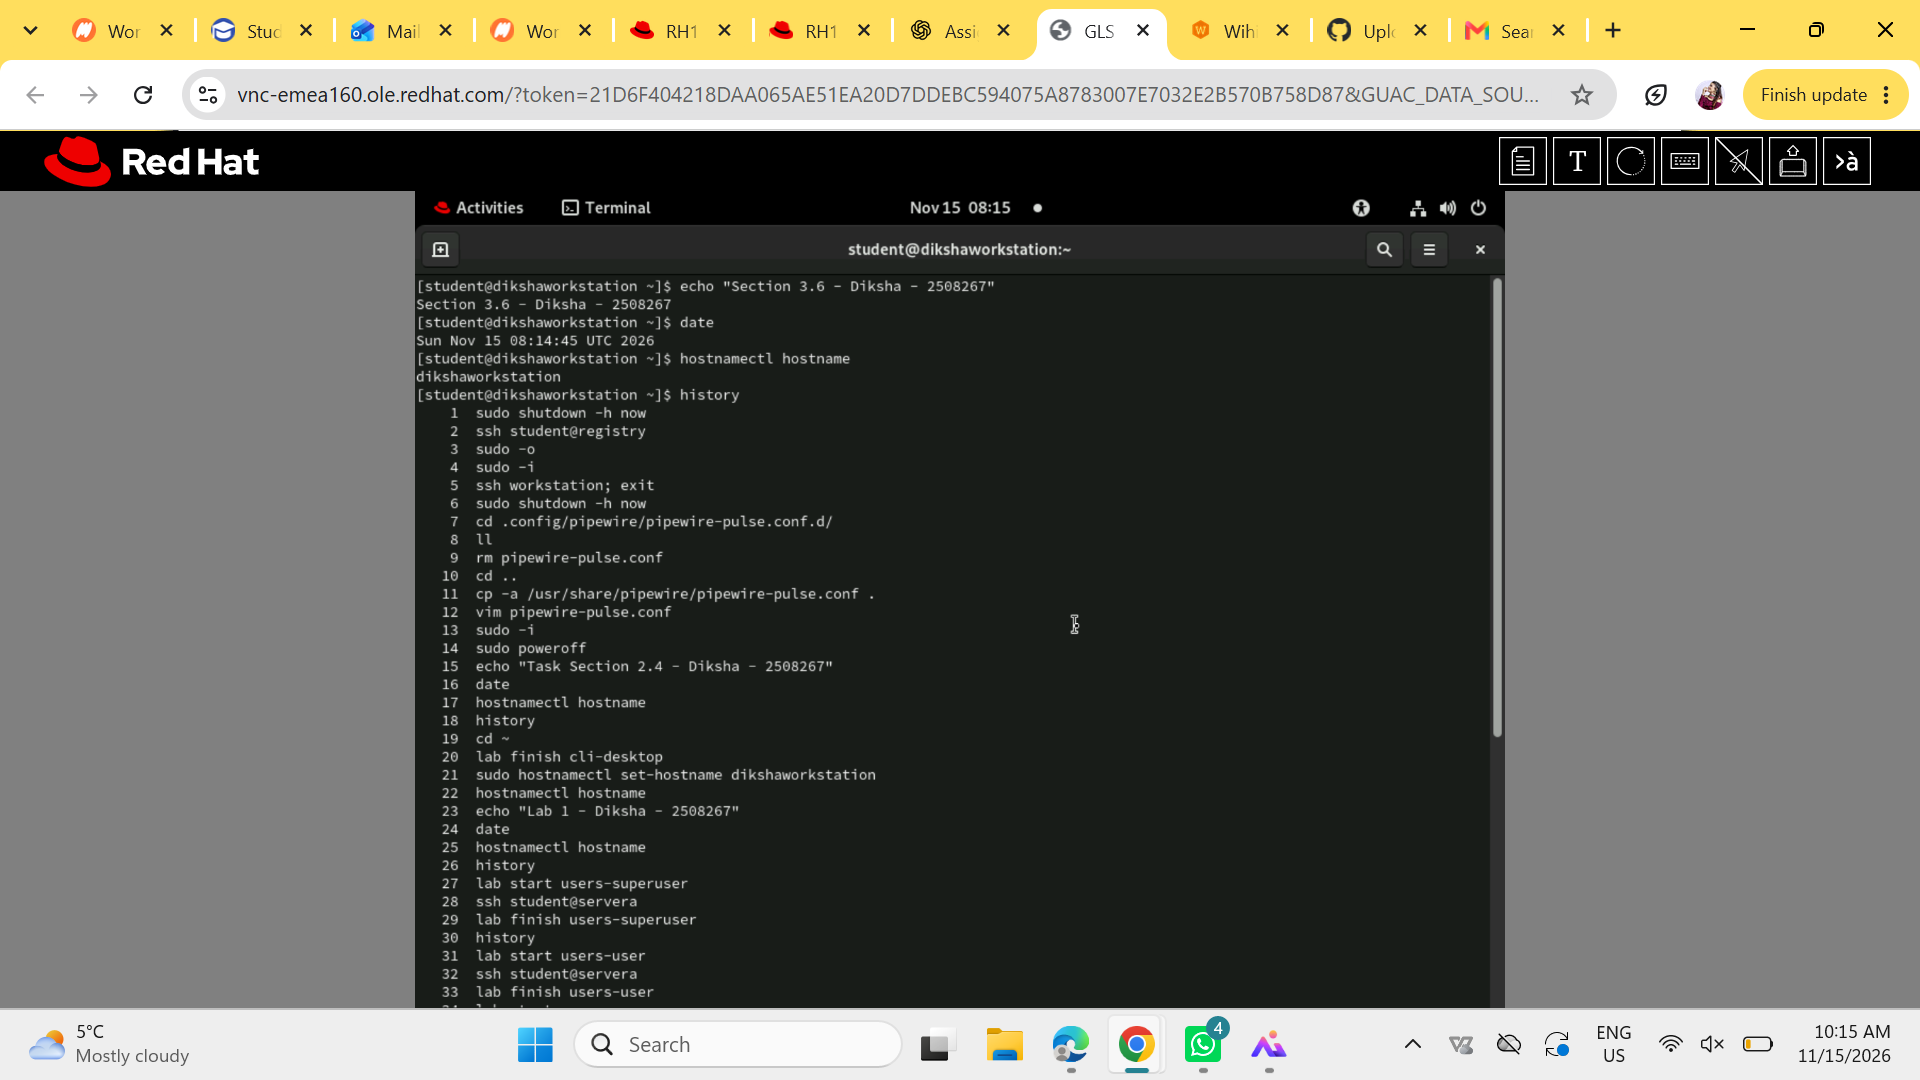 Wor
Stud
Mail
Wor
RH1
RH1
Assi
GLS
Wihi
Uplo
Sear
vnc-emea160.ole.redhat.com/?token=21D6F404218DAA065AE51EA20D7DDEBC594075A8783007E7032E2B570B758D87&GUAC_DATA_SOU...
Finish update
Red Hat
T
>à
Activities
Terminal
Nov 15 08:15
student@dikshaworkstation:~
[student@dikshaworkstation ~]$ echo "Section 3.6 - Diksha - 2508267"
Section 3.6 - Diksha - 2508267
[student@dikshaworkstation ~]$ date
Sun Nov 15 08:14:45 UTC 2026
[student@dikshaworkstation ~]$ hostnamectl hostname
dikshaworkstation
[student@dikshaworkstation ~]$ history
1 sudo shutdown -h now
2 ssh student@registry
3 sudo -o
4 sudo -i
5 ssh workstation; exit
6 sudo shutdown -h now
7 cd .config/pipewire/pipewire-pulse.conf.d/
8 ll
9 rm pipewire-pulse.conf
10 cd ..
11 cp -a /usr/share/pipewire/pipewire-pulse.conf .
12 vim pipewire-pulse.conf
13 sudo -i
14 sudo poweroff
15 echo "Task Section 2.4 - Diksha - 2508267"
16 date
17 hostnamectl hostname
18 history
19 cd ~
20 lab finish cli-desktop
21 sudo hostnamectl set-hostname dikshaworkstation
22 hostnamectl hostname
23 echo "Lab 1 - Diksha - 2508267"
24 date
25 hostnamectl hostname
26 history
27 lab start users-superuser
28 ssh student@servera
29 lab finish users-superuser
30 history
31 lab start users-user
32 ssh student@servera
33 lab finish users-user
5°C
Mostly cloudy
Search
4
ENG
US
10:15 AM
11/15/2026